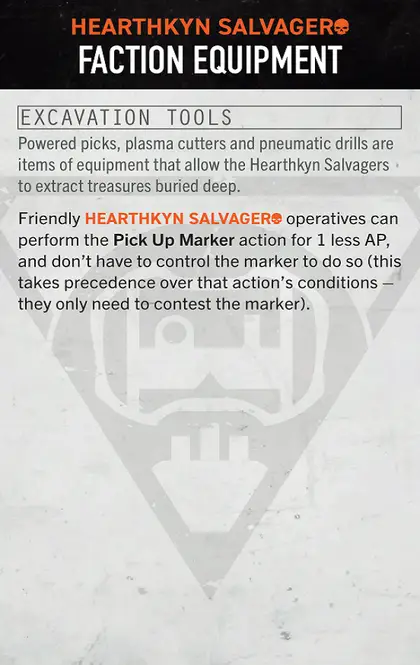 HEARTHKYN SALVAGER
FACTION EQUIPMENT
EXCAVATION TOOLS
Powered picks, plasma cutters and pneumatic drills are
items of equipment that allow the Hearthkyn Salvagers
to extract treasures buried deep.
Friendly HEARTHKYN SALVAGER operatives can
perform the Pick Up Marker action for 1 less AP,
and don't have to control the marker to do so (this
takes precedence over that action's conditions –
they only need to contest the marker).